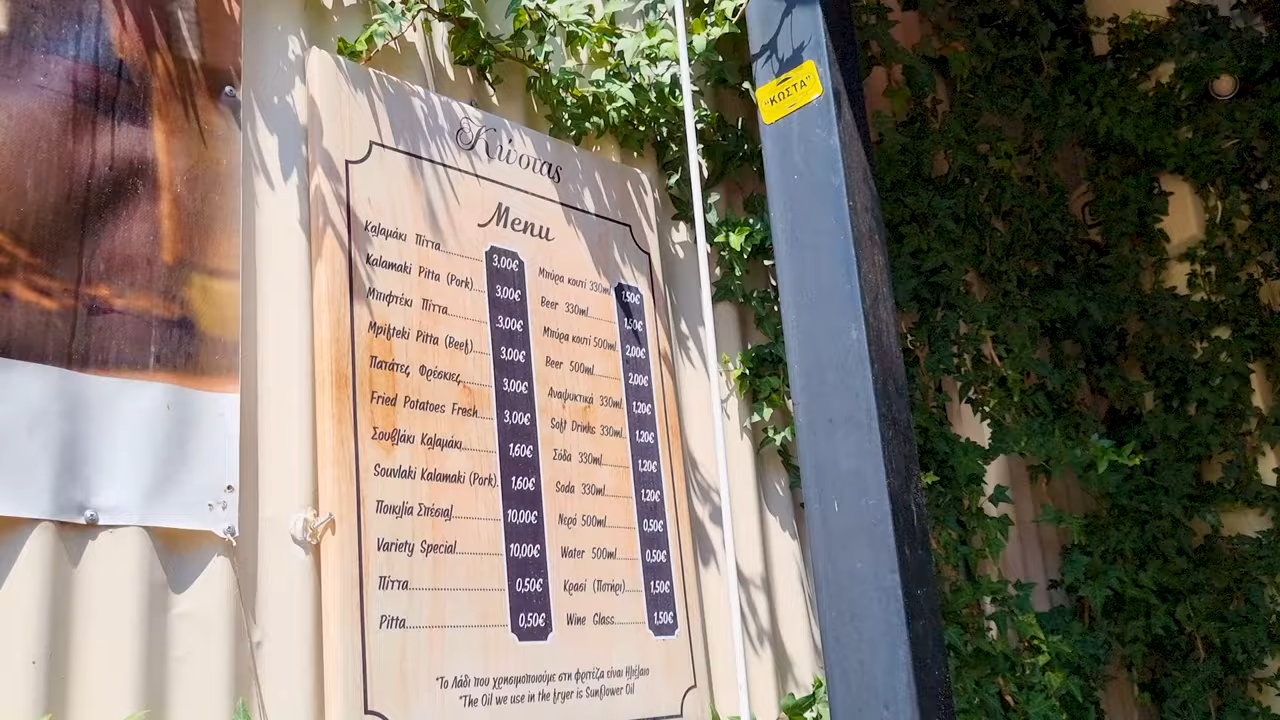 Κώστας
Menu
Καλαμάκι Πίττα 3,00€
Kalamaki Pitta (Pork) 3,00€
Μπιφτέκι Πίττα 3,00€
Mpifteki Pitta (Beef) 3,00€
Πατάτες Φρέσκιες 3,00€
Fried Potatoes Fresh 3,00€
Σουβλάκι Καλαμάκι 1,60€
Souvlaki Kalamaki (Pork) 1,60€
Ποικιλία Σπέσιαλ 10,00€
Variety Special 10,00€
Πίττα 0,50€
Pitta 0,50€
Μπύρα κουτί 330ml 1,50€
Beer 330ml 1,50€
Μπύρα κουτί 500ml 2,00€
Beer 500ml 2,00€
Αναψυκτικά 330ml 1,20€
Soft Drinks 330ml 1,20€
Σόδα 330ml 1,20€
Soda 330ml 1,20€
Νερό 500ml 0,50€
Water 500ml 0,50€
Κρασί (Ποτήρι) 1,50€
Wine Glass 1,50€
*Το Λάδι που χρησιμοποιούμε στη φριτέζα είναι Ηλιέλαιο
*The Oil we use in the fryer is Sunflower Oil
"ΚΩΣΤΑ"